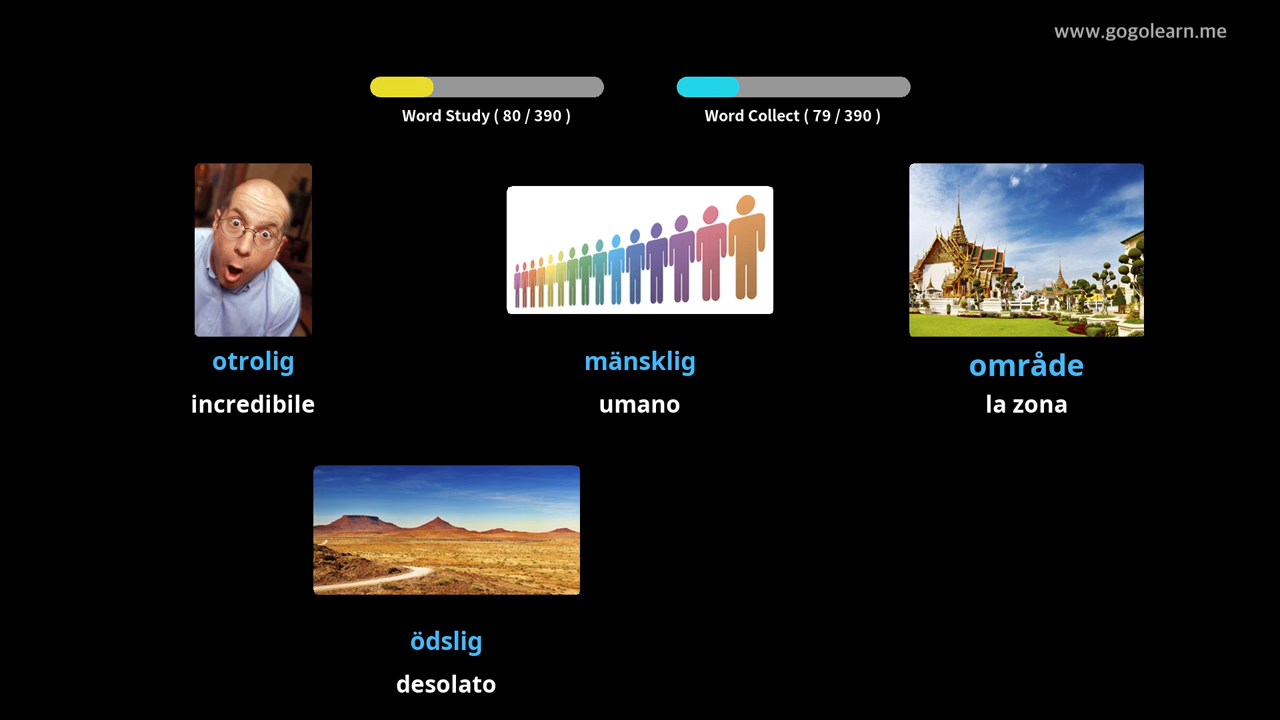 www.gogolearn.me
Word Study ( 80 / 390 )
Word Collect ( 79 / 390 )
otrolig
incredibile
mänsklig
umano
område
la zona
ödslig
desolato